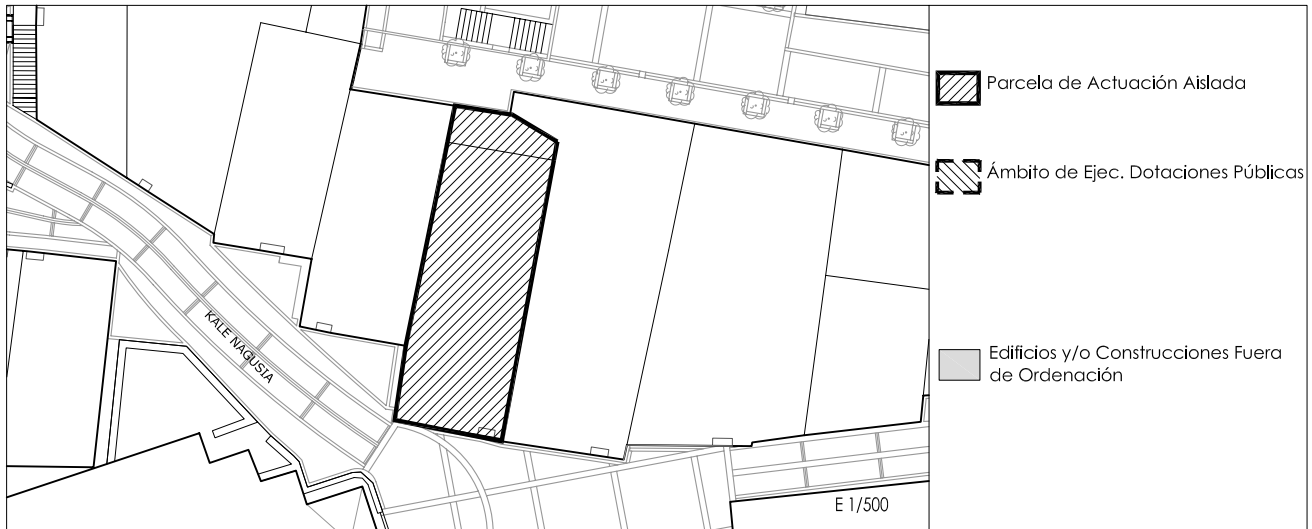 Parcela de Actuación Aislada
Ámbito de Ejec. Dotaciones Públicas
KALE NAGUSIA
Edificios y/o Construcciones Fuera
de Ordenación
E 1/500